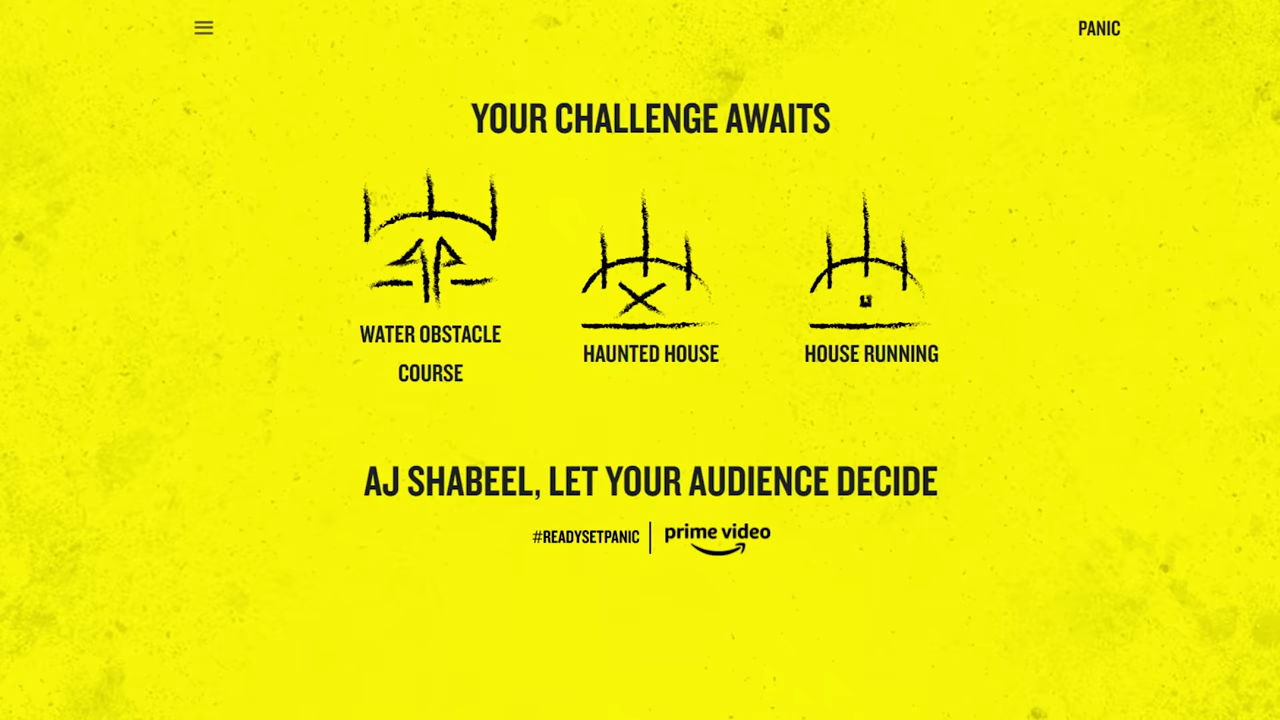 PANIC
YOUR CHALLENGE AWAITS
WATER OBSTACLE
COURSE
HAUNTED HOUSE
HOUSE RUNNING
AJ SHABEEL, LET YOUR AUDIENCE DECIDE
#READYSETPANIC
prime video